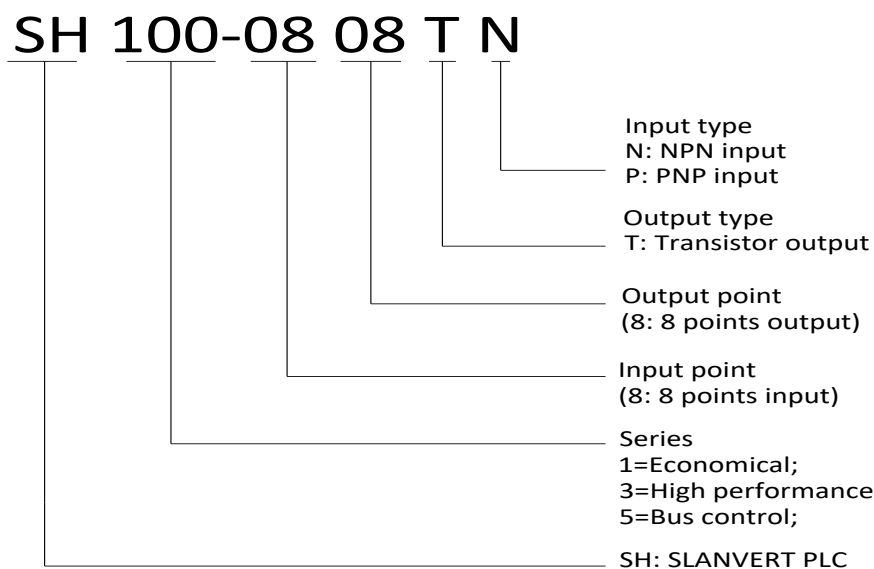 SH 100-08 08 T N
Input type
N: NPN input
P: PNP input
Output type
T: Transistor output
Output point
(8: 8 points output)
Input point
(8: 8 points input)
Series
1=Economical;
3=High performance
5=Bus control;
SH: SLANVERT PLC